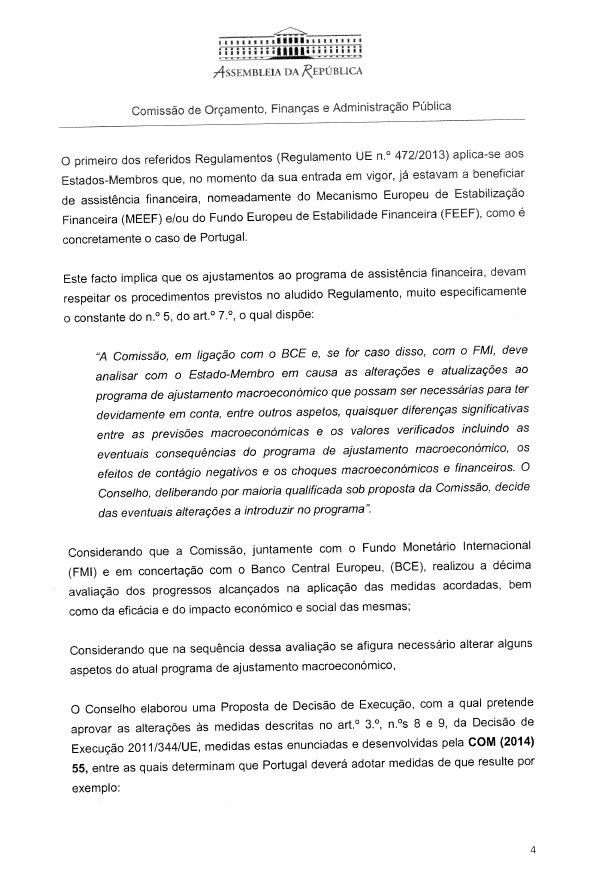 ASSEMBLEIA DA REPÚBLICA
Comissão de Orçamento, Finanças e Administração Pública
O primeiro dos referidos Regulamentos (Regulamento UE n.º 472/2013) aplica-se aos
Estados-Membros que, no momento da sua entrada em vigor, já estavam a beneficiar
de assistência financeira, nomeadamente do Mecanismo Europeu de Estabilização
Financeira (MEEF) e/ou do Fundo Europeu de Estabilidade Financeira (FEEF), como é
concretamente o caso de Portugal.
Este facto implica que os ajustamentos ao programa de assistência financeira, devam
respeitar os procedimentos previstos no aludido Regulamento, muito especificamente
o constante do n.º 5, do art.º 7.º, o qual dispõe:
“A Comissão, em ligação com o BCE e, se for caso disso, com o FMI, deve
analisar com o Estado-Membro em causa as alterações e atualizações ao
programa de ajustamento macroeconómico que possam ser necessárias para ter
devidamente em conta, entre outros aspetos, quaisquer diferenças significativas
entre as previsões macroeconómicas e os valores verificados incluindo as
eventuais consequências do programa de ajustamento macroeconómico, os
efeitos de contágio negativos e os choques macroeconómicos e financeiros. O
Conselho, deliberando por maioria qualificada sob proposta da Comissão, decide
das eventuais alterações a introduzir no programa”.
Considerando que a Comissão, juntamente com o Fundo Monetário Internacional
(FMI) e em concertação com o Banco Central Europeu, (BCE), realizou a décima
avaliação dos progressos alcançados na aplicação das medidas acordadas, bem
como da eficácia e do impacto económico e social das mesmas;
Considerando que na sequência dessa avaliação se afigura necessário alterar alguns
aspetos do atual programa de ajustamento macroeconómico,
O Conselho elaborou uma Proposta de Decisão de Execução, com a qual pretende
aprovar as alterações às medidas descritas no art.º 3.º, n.ºs 8 e 9, da Decisão de
Execução 2011/344/UE, medidas estas enunciadas e desenvolvidas pela COM (2014)
55, entre as quais determinam que Portugal deverá adotar medidas de que resulte por
exemplo:
4